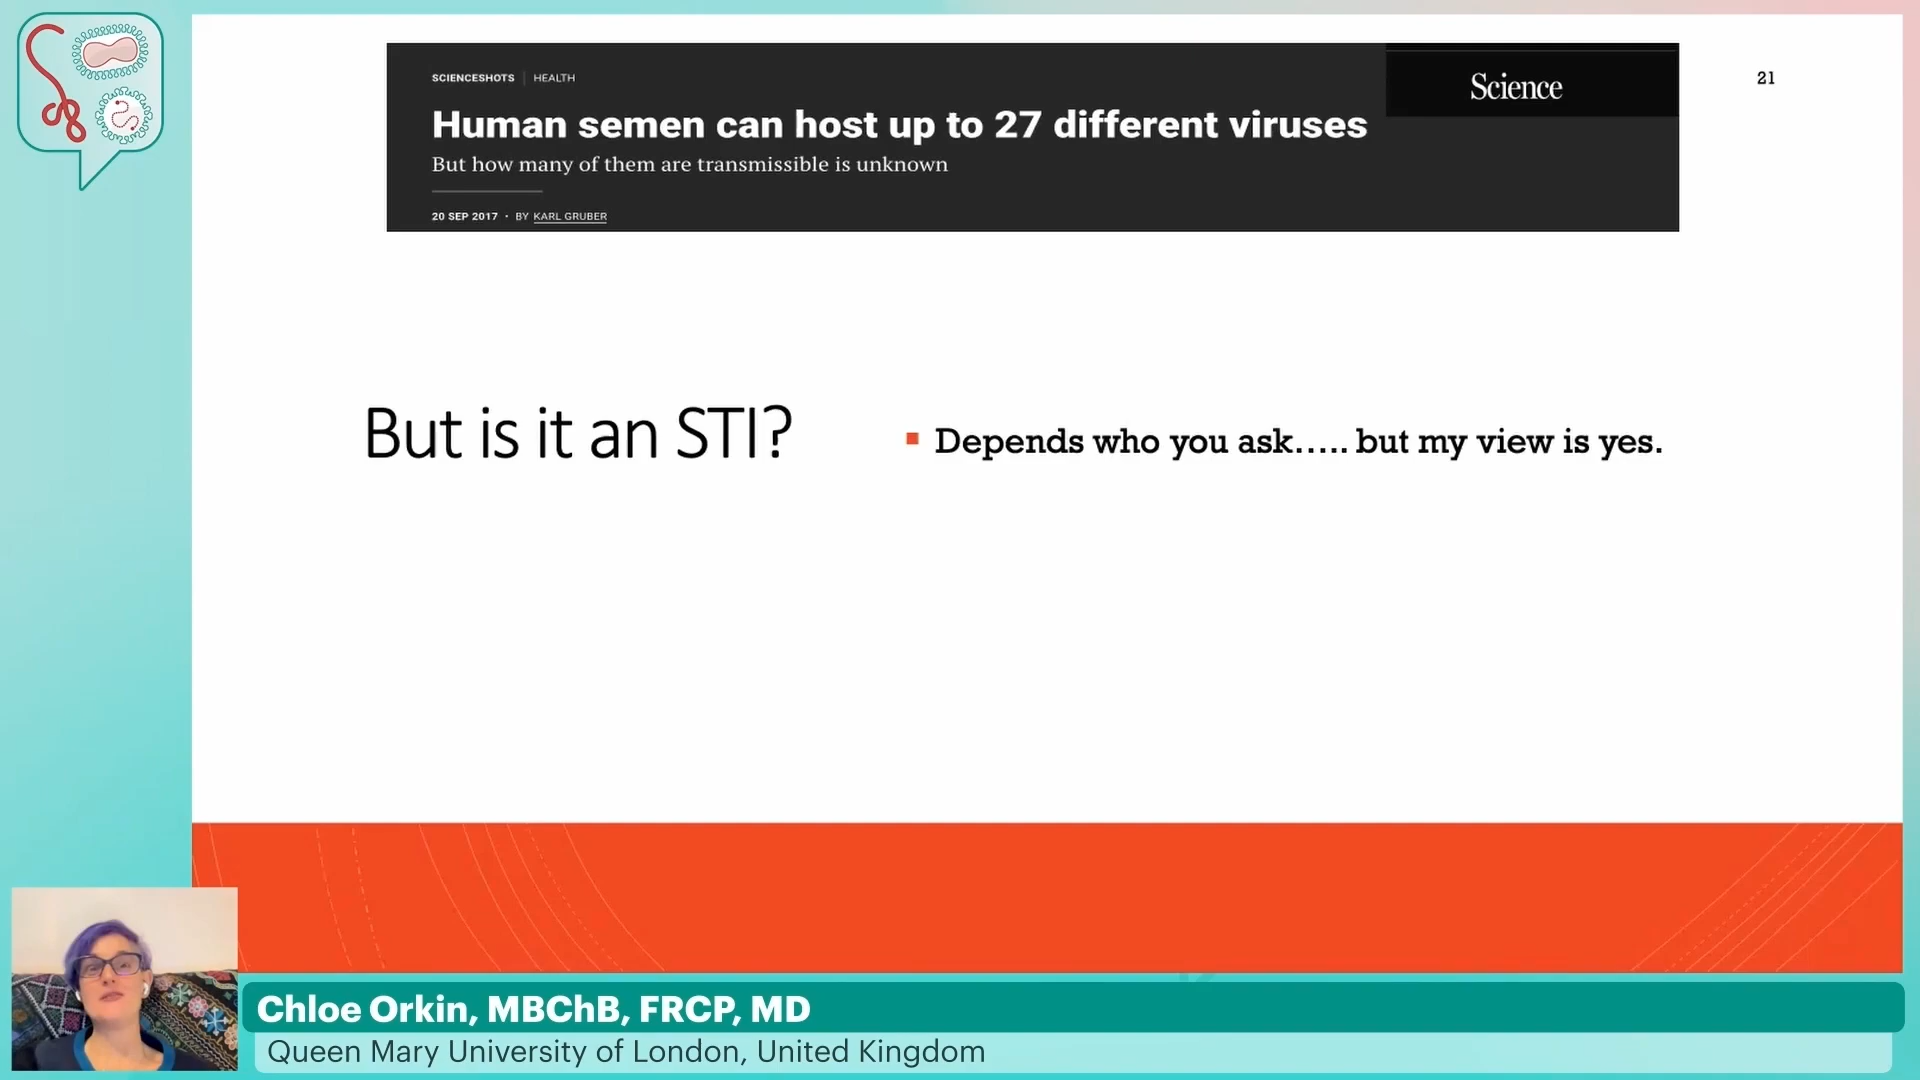 SCIENCESHOTS | HEALTH
Science
21
Human semen can host up to 27 different viruses
But how many of them are transmissible is unknown
20 SEP 2017 • BY KARL GRUBER
But is it an STI?
Depends who you ask..... but my view is yes.
Chloe Orkin, MBChB, FRCP, MD
Queen Mary University of London, United Kingdom